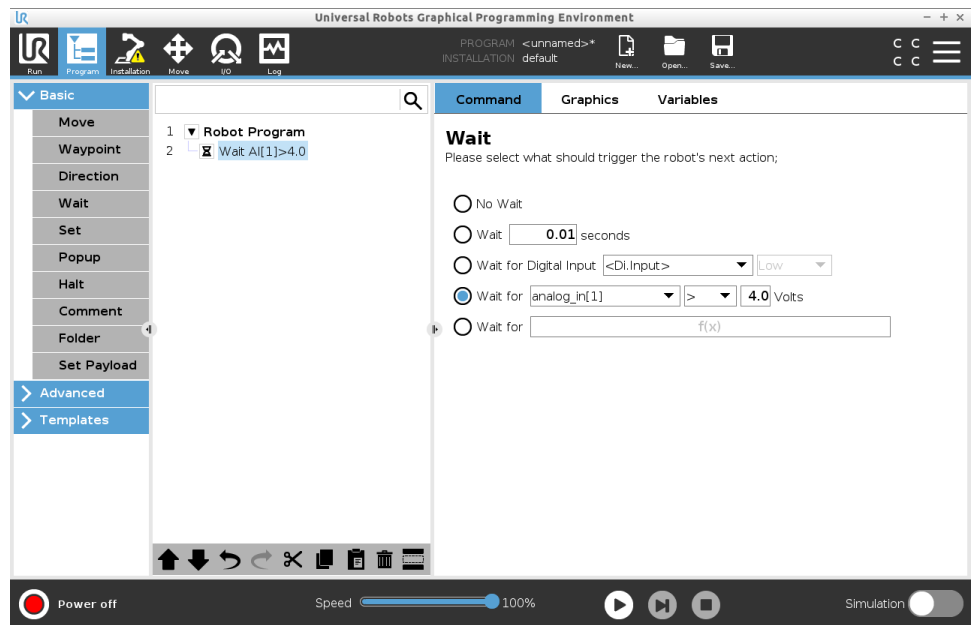 Universal Robots Graphical Programming Environment
Run
Program
Installation
Move
I/O
Log
PROGRAM <unnamed>*
INSTALLATION default
New...
Open...
Save...
C C
C C
Basic
Move
Waypoint
Direction
Wait
Set
Popup
Halt
Comment
Folder
Set Payload
Advanced
Templates
1 Robot Program
2 Wait AI[1]>4.0
Command Graphics Variables
Wait
Please select what should trigger the robot's next action;
No Wait
Wait 0.01 seconds
Wait for Digital Input <Di.Input> Low
Wait for analog_in[1] > 4.0 Volts
Wait for f(x)
Power off
Speed 100%
Simulation